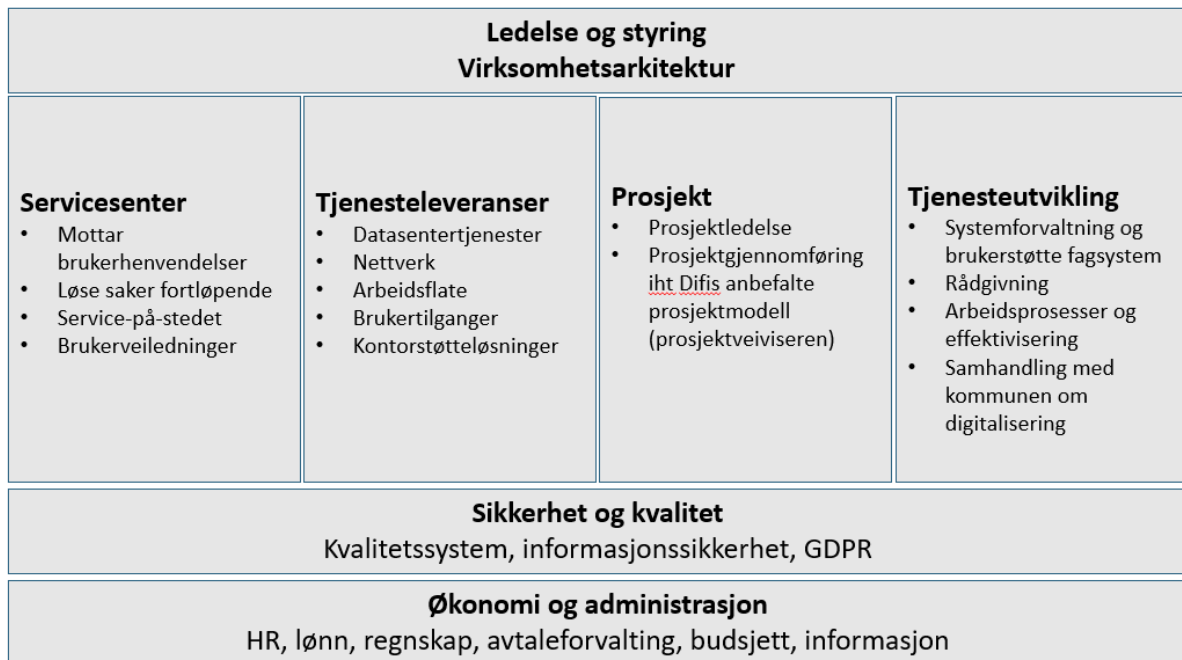 Ledelse og styring
Virksomhetsarkitektur
Servicesenter
• Mottar
brukerhenvendelser
• Løse saker fortløpende
• Service-på-stedet
• Brukerveiledninger
Tjenesteleveranser
• Datasentertjenester
• Nettverk
• Arbeidsflate
• Brukertilganger
• Kontorstøtteløsninger
Prosjekt
• Prosjektledelse
• Prosjektgjennomføring
iht Difis anbefalte
prosjektmodell
(prosjektveiviseren)
Tjenesteutvikling
• Systemforvaltning og
brukerstøtte fagsystem
• Rådgivning
• Arbeidsprosesser og
effektivisering
• Samhandling med
kommunen om
digitalisering
Sikkerhet og kvalitet
Kvalitetssystem, informasjonssikkerhet, GDPR
Økonomi og administrasjon
HR, lønn, regnskap, avtaleforvalting, budsjett, informasjon